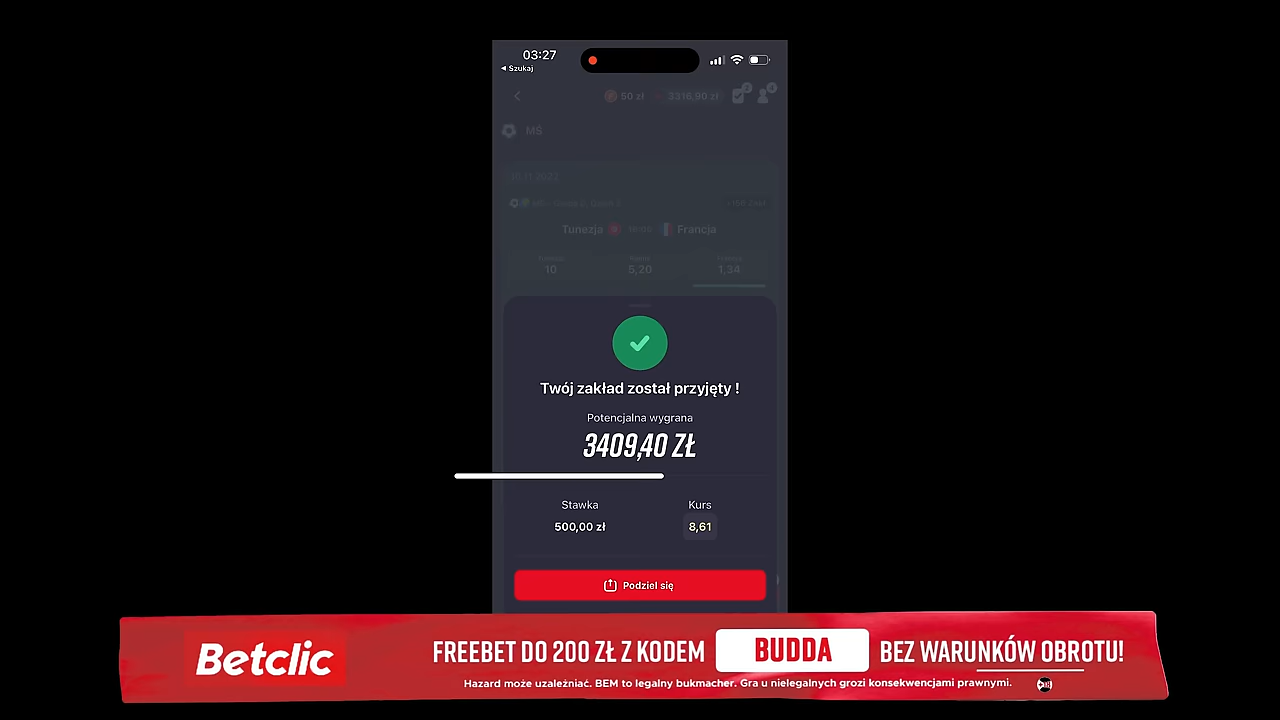 03:27
Szukaj
50 zł
3316,90 zł
MŚ
Tunezja
Francja
10
5,20
1,34
Twój zakład został przyjęty !
Potencjalna wygrana
3409,40 ZŁ
Stawka
Kurs
500,00 zł
8,61
Podziel się
Betclic
FREEBET DO 200 ZŁ Z KODEM BUDDA BEZ WARUNKÓW OBROTU!
Hazard może uzależniać. BEM to legalny bukmacher. Gra u nielegalnych grozi konsekwencjami prawnymi.